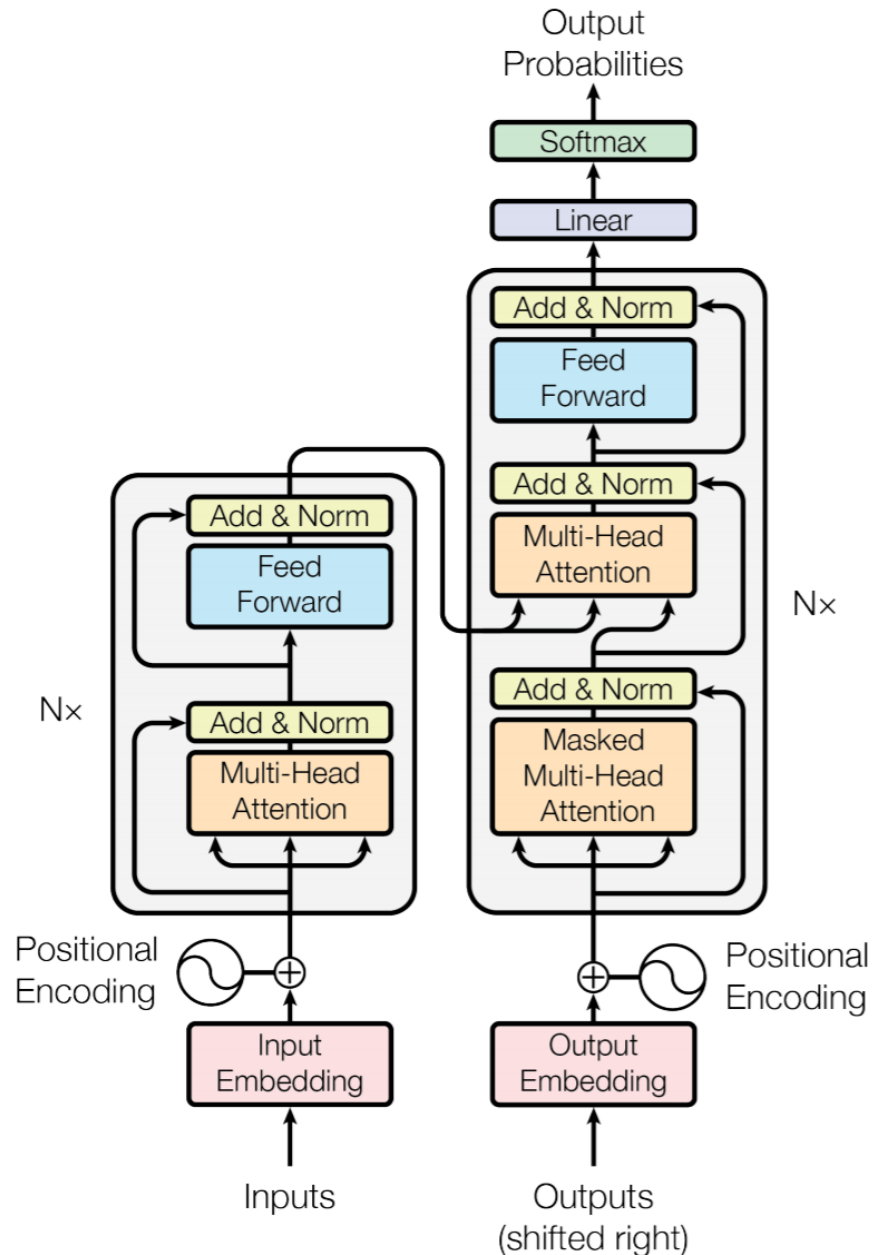 Output
Probabilities
Softmax
Linear
Add & Norm
Feed
Forward
Add & Norm
Multi-Head
Attention
Nx
Add & Norm
Masked
Multi-Head
Attention
Add & Norm
Feed
Forward
Nx
Add & Norm
Multi-Head
Attention
Positional
Encoding
Positional
Encoding
Input
Embedding
Output
Embedding
Inputs
Outputs
(shifted right)